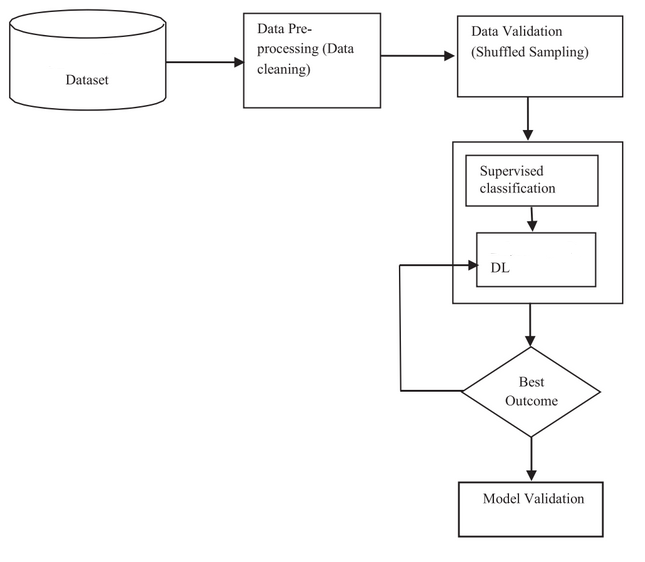 Dataset
Data Pre-
processing (Data
cleaning)
Data Validation
(Shuffled Sampling)
Supervised
classification
DL
Best
Outcome
Model Validation